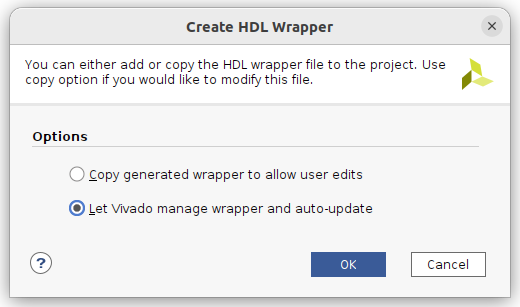 Create HDL Wrapper
You can either add or copy the HDL wrapper file to the project. Use
copy option if you would like to modify this file.
Options
Copy generated wrapper to allow user edits
Let Vivado manage wrapper and auto-update
?
OK
Cancel